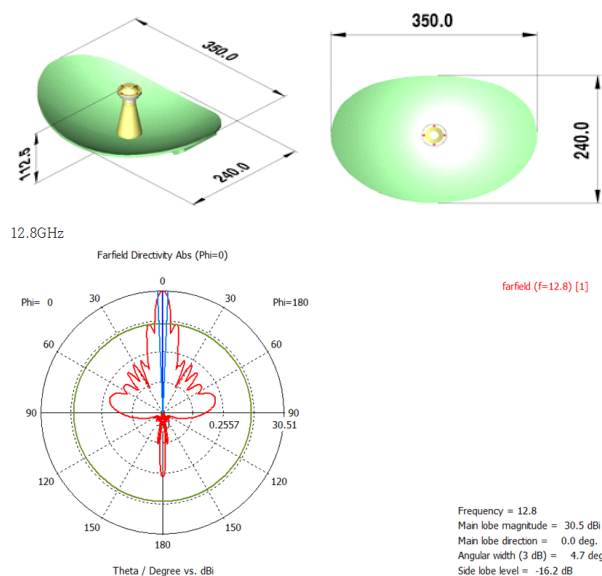 350.0
350.0
112.5
240.0
240.0
12.8GHz
Farfield Directivity Abs (Phi=0)
farfield (f=12.8) [1]
0
Phi= 0
30
30
Phi=180
60
60
90
0.2557
30.51
90
120
120
150
150
180
Theta / Degree vs. dBi
Frequency = 12.8
Main lobe magnitude = 30.5 dBi
Main lobe direction = 0.0 deg.
Angular width (3 dB) = 4.7 deg
Side lobe level = -16.2 dB